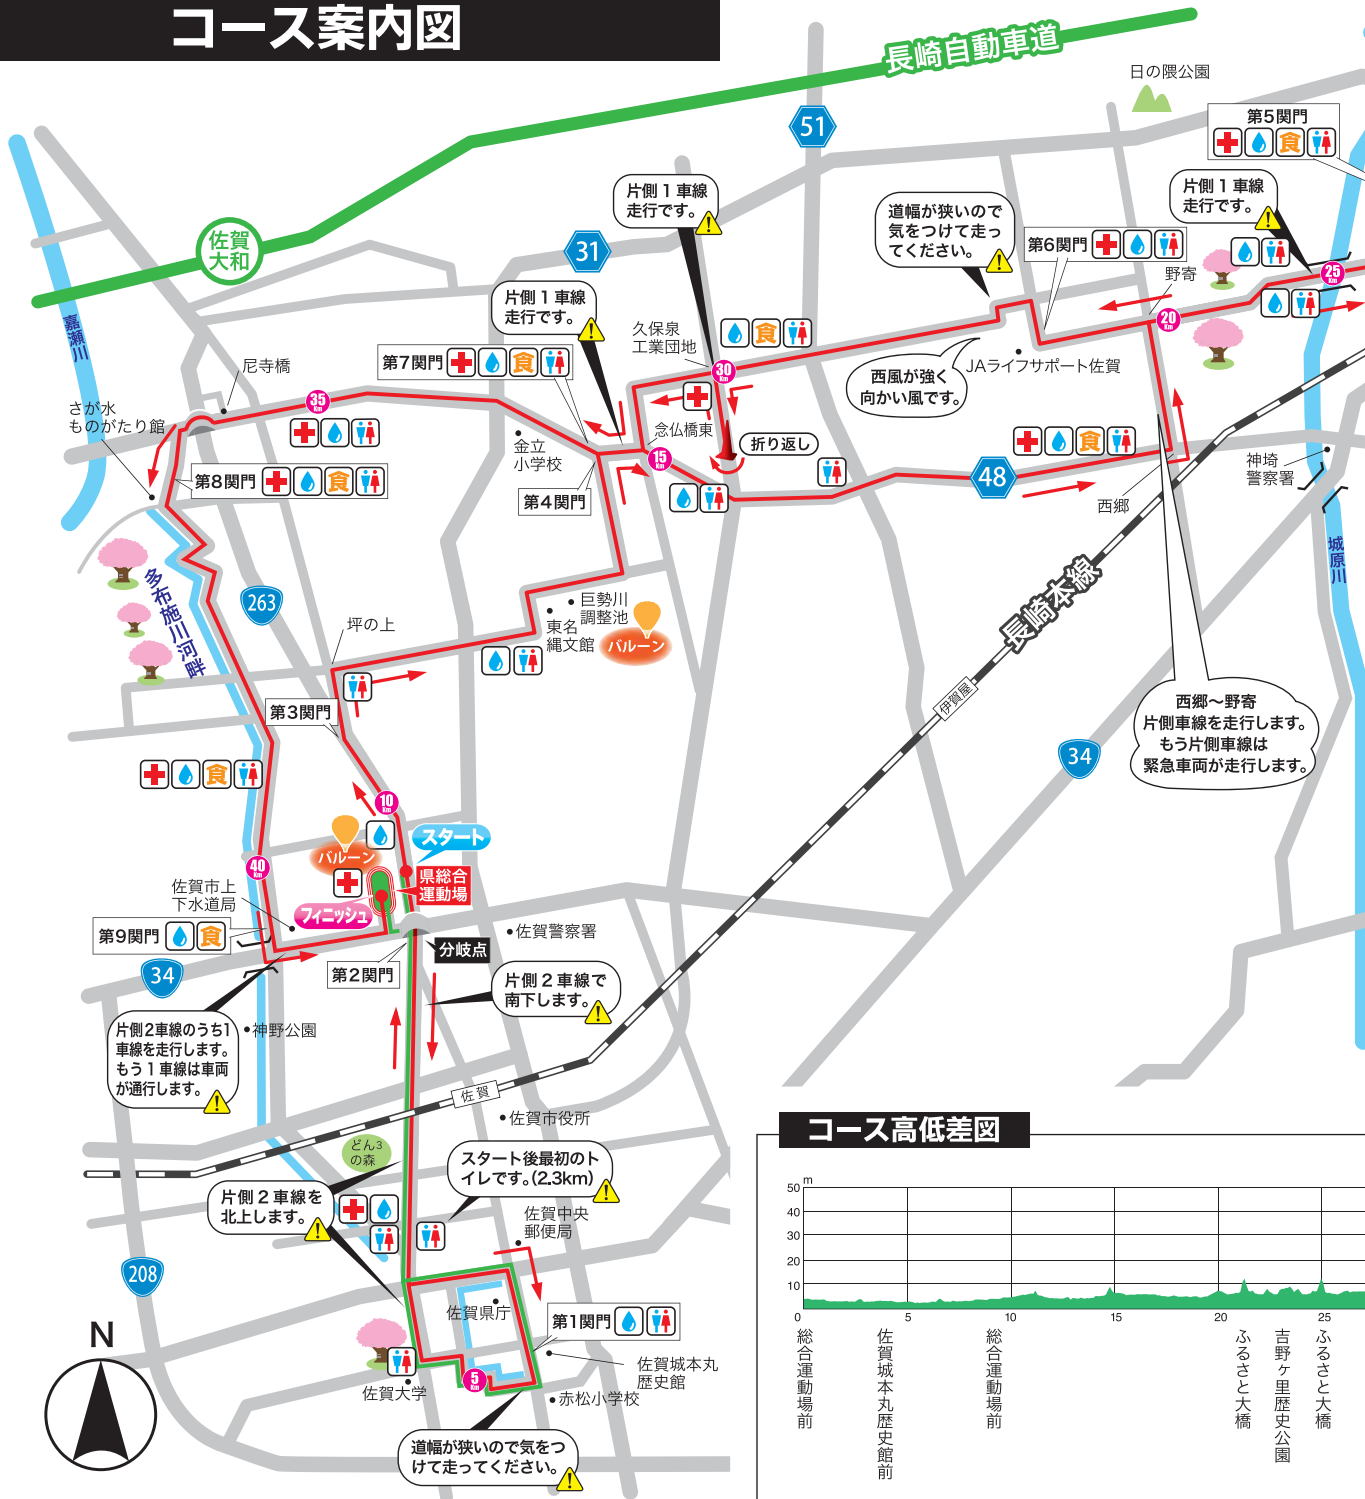 コース案内図
長崎自動車道
日の隈公園
51
第5関門
食
片側1車線
走行です。
片側1車線
走行です。
道幅が狭いので
気をつけて走っ
てください。
第6関門
佐賀
大和
31
野寄
25
Km
嘉瀬川
片側1車線
走行です。
久保泉
工業団地
食
20
Km
第7関門
食
尼寺橋
30
Km
JAライフサポート佐賀
西風が強く
向かい風です。
さが水
ものがたり館
35
Km
金立
小学校
念仏橋東
折り返し
15
Km
食
神埼
警察署
第8関門
食
第4関門
48
西郷
城原川
多布施川河畔
263
長崎本線
坪の上
巨勢川
調整池
東名
縄文館
バルーン
伊賀屋
第3関門
西郷～野寄
片側車線を走行します。
もう片側車線は
緊急車両が走行します。
34
食
10
Km
スタート
バルーン
40
Km
県総合
運動場
佐賀市上
下水道局
フィニッシュ
第9関門
食
佐賀警察署
分岐点
34
第2関門
片側2車線で
南下します。
片側2車線のうち1
車線を走行します。
もう1車線は車両
が通行します。
神野公園
佐賀
佐賀市役所
どん3
の森
スタート後最初のト
イレです。(2.3km)
片側2車線を
北上します。
佐賀中央
郵便局
208
佐賀県庁
第1関門
N
佐賀城本丸
歴史館
佐賀大学
5
Km
赤松小学校
道幅が狭いので気をつ
けて走ってください。
コース高低差図
m
50
40
30
20
10
0
5
10
15
20
25
総合運動場前
佐賀城本丸歴史館前
総合運動場前
ふるさと大橋
吉野ヶ里歴史公園
ふるさと大橋